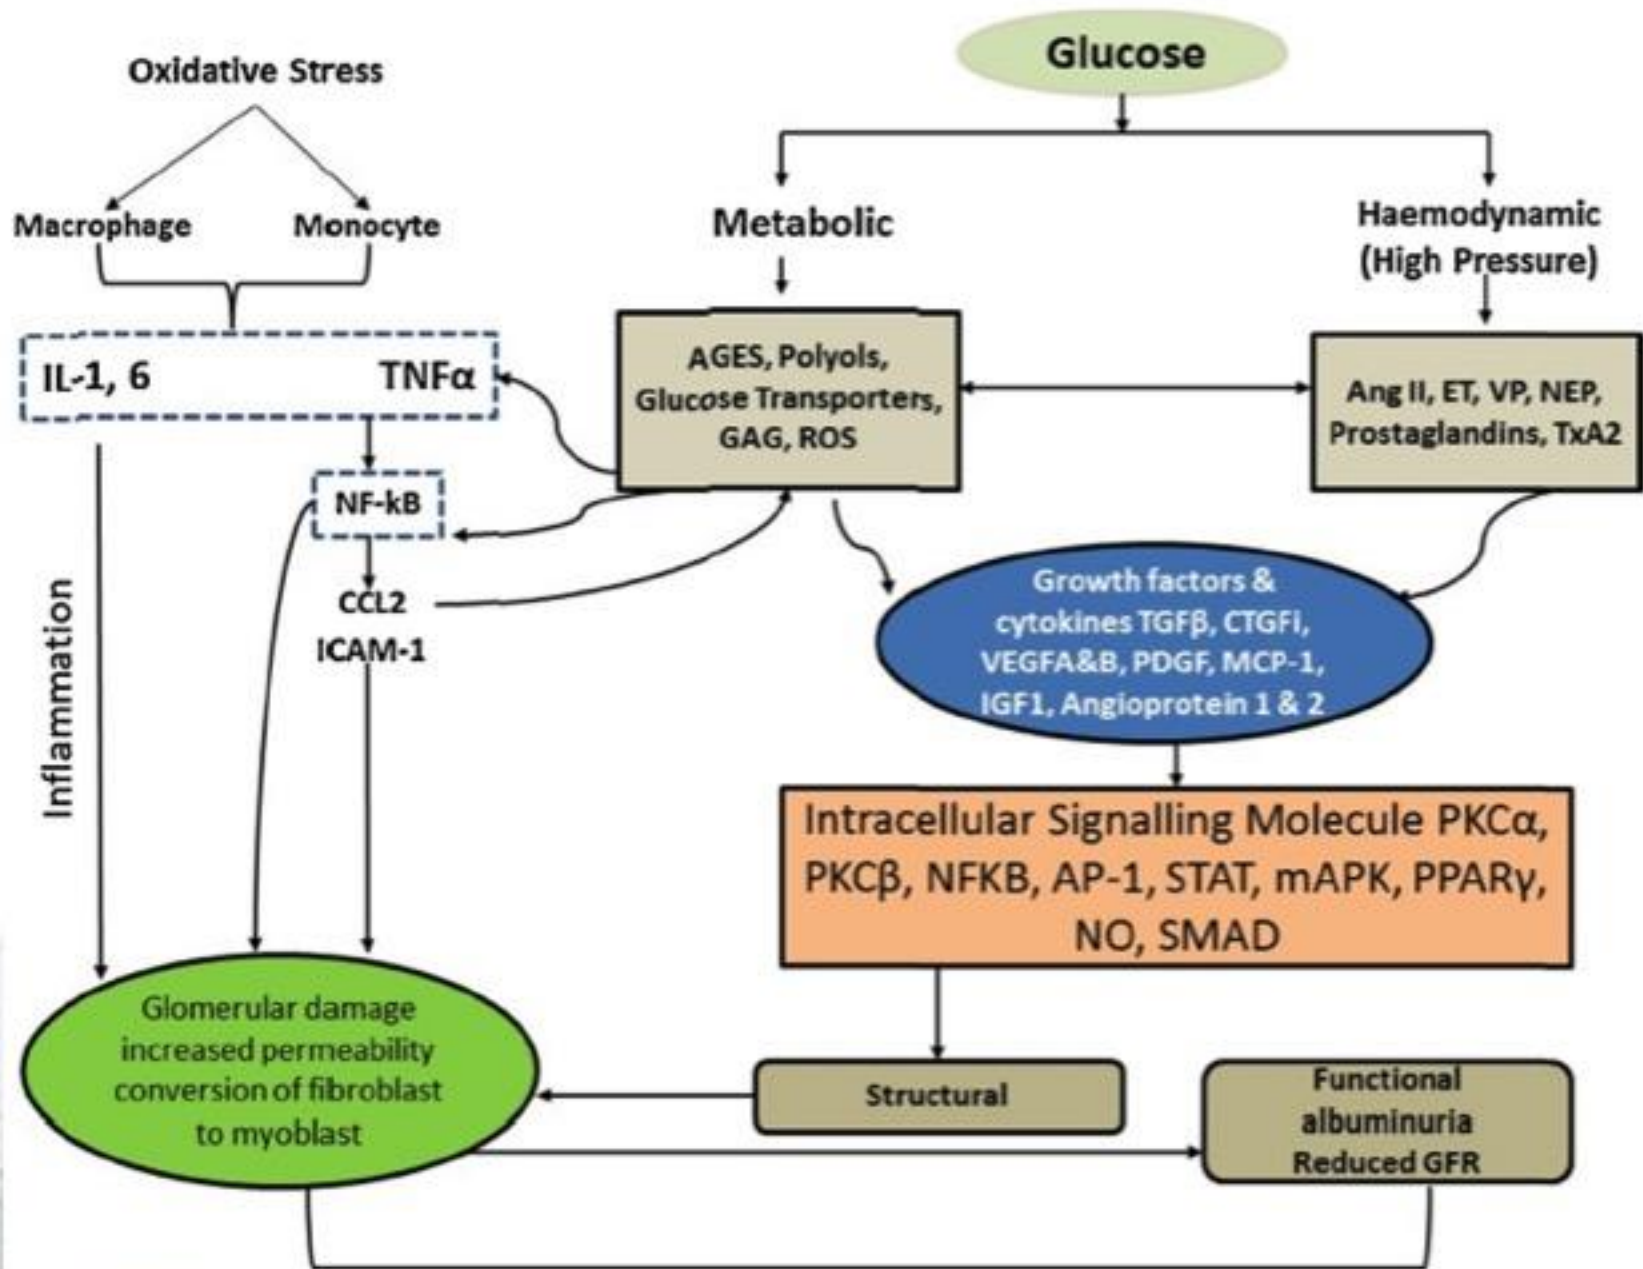 Glucose
Oxidative Stress
Macrophage
Monocyte
Metabolic
Haemodynamic
(High Pressure)
IL-1, 6
TNFα
AGES, Polyols,
Glucose Transporters,
GAG, ROS
Ang II, ET, VP, NEP,
Prostaglandins, TxA2
NF-kB
CCL2
ICAM-1
Inflammation
Growth factors &
cytokines TGFβ, CTGFi,
VEGFA&B, PDGF, MCP-1,
IGF1, Angioprotein 1 & 2
Intracellular Signalling Molecule PKCα,
PKCβ, NFKB, AP-1, STAT, mAPK, PPARγ,
NO, SMAD
Glomerular damage
increased permeability
conversion of fibroblast
to myoblast
Structural
Functional
albuminuria
Reduced GFR